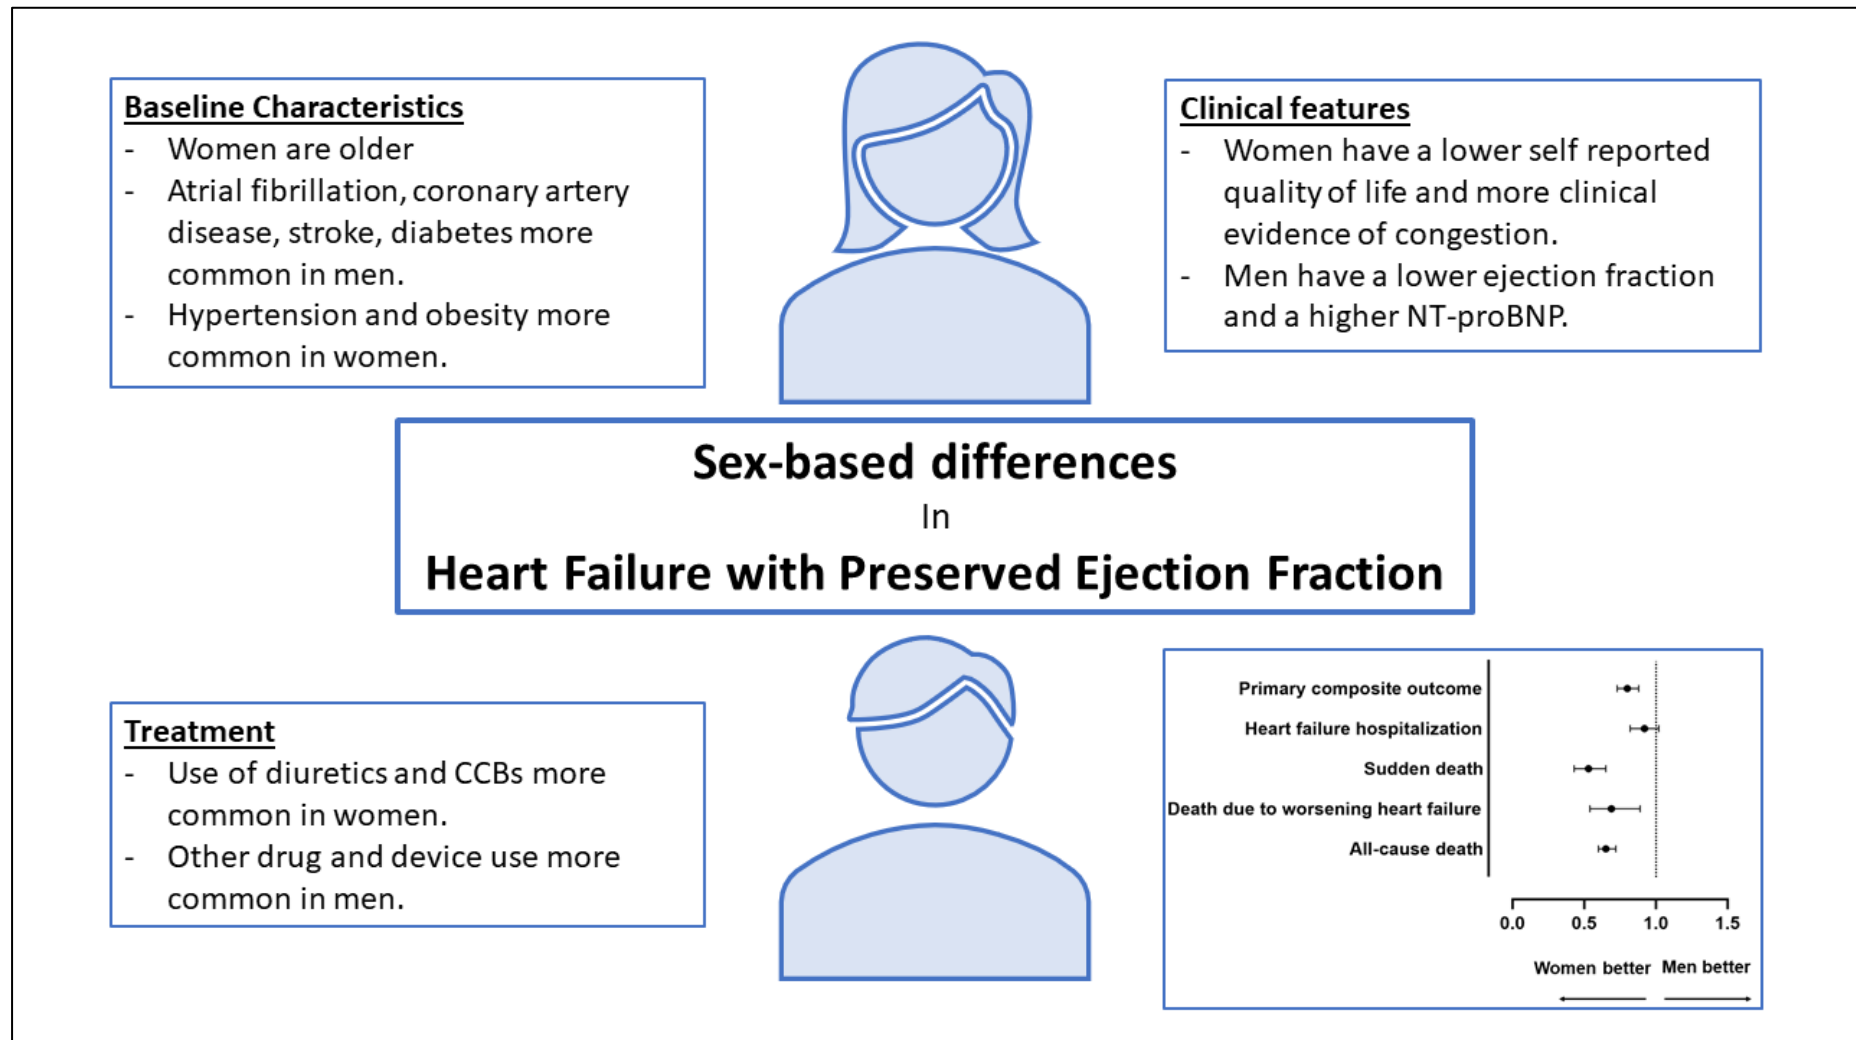 Baseline Characteristics
- Women are older
- Atrial fibrillation, coronary artery
disease, stroke, diabetes more
common in men.
- Hypertension and obesity more
common in women.
Clinical features
- Women have a lower self reported
quality of life and more clinical
evidence of congestion.
- Men have a lower ejection fraction
and a higher NT-proBNP.
Sex-based differences
In
Heart Failure with Preserved Ejection Fraction
Treatment
- Use of diuretics and CCBs more
common in women.
- Other drug and device use more
common in men.
Primary composite outcome
Heart failure hospitalization
Sudden death
Death due to worsening heart failure
All-cause death
0.0 0.5 1.0 1.5
Women better Men better